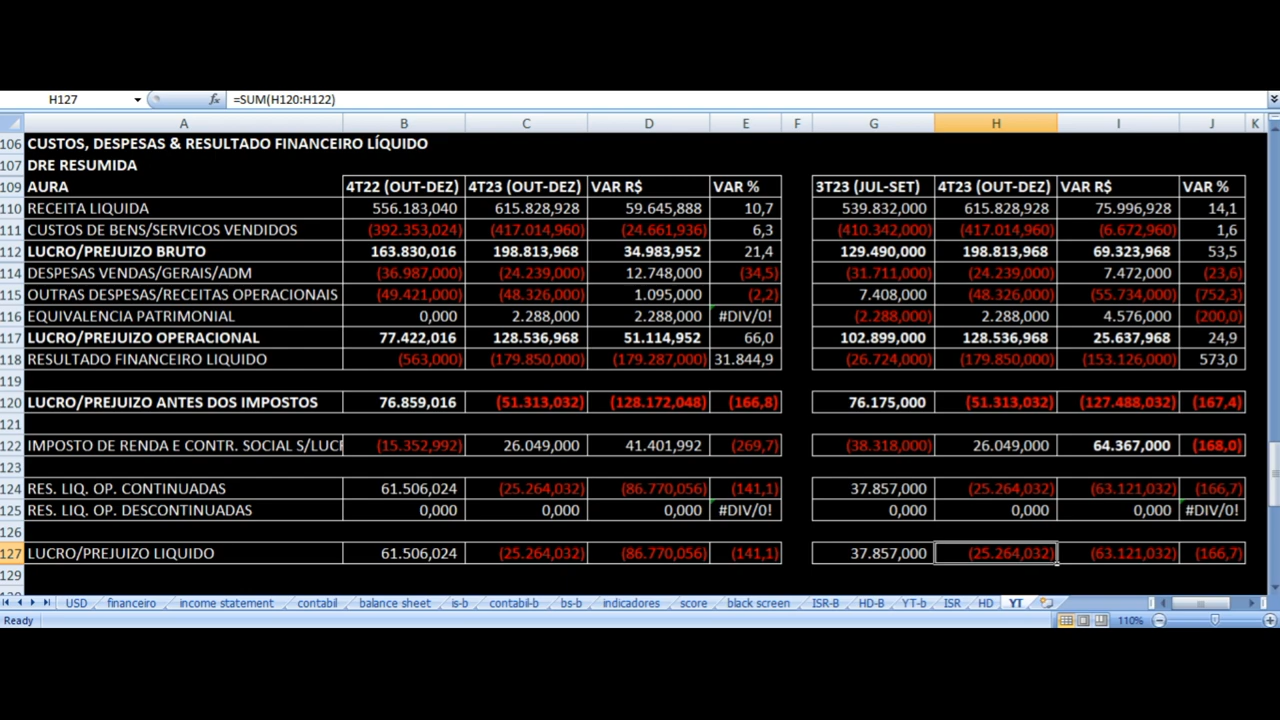 H127 fx =SUM(H120:H122)
A B C D E F G H I J K
106 CUSTOS, DESPESAS & RESULTADO FINANCEIRO LÍQUIDO
107 DRE RESUMIDA
109 AURA 4T22 (OUT-DEZ) 4T23 (OUT-DEZ) VAR R$ VAR % 3T23 (JUL-SET) 4T23 (OUT-DEZ) VAR R$ VAR %
110 RECEITA LIQUIDA 556.183,040 615.828,928 59.645,888 10,7 539.832,000 615.828,928 75.996,928 14,1
111 CUSTOS DE BENS/SERVICOS VENDIDOS (392.353,024) (417.014,960) (24.661,936) 6,3 (410.342,000) (417.014,960) (6.672,960) 1,6
112 LUCRO/PREJUIZO BRUTO 163.830,016 198.813,968 34.983,952 21,4 129.490,000 198.813,968 69.323,968 53,5
114 DESPESAS VENDAS/GERAIS/ADM (36.987,000) (24.239,000) 12.748,000 (34,5) (31.711,000) (24.239,000) 7.472,000 (23,6)
115 OUTRAS DESPESAS/RECEITAS OPERACIONAIS (49.421,000) (48.326,000) 1.095,000 (2,2) 7.408,000 (48.326,000) (55.734,000) (752,3)
116 EQUIVALENCIA PATRIMONIAL 0,000 2.288,000 2.288,000 #DIV/0! (2.288,000) 2.288,000 4.576,000 (200,0)
117 LUCRO/PREJUIZO OPERACIONAL 77.422,016 128.536,968 51.114,952 66,0 102.899,000 128.536,968 25.637,968 24,9
118 RESULTADO FINANCEIRO LIQUIDO (563,000) (179.850,000) (179.287,000) 31.844,9 (26.724,000) (179.850,000) (153.126,000) 573,0
119
120 LUCRO/PREJUIZO ANTES DOS IMPOSTOS 76.859,016 (51.313,032) (128.172,048) (166,8) 76.175,000 (51.313,032) (127.488,032) (167,4)
121
122 IMPOSTO DE RENDA E CONTR. SOCIAL S/LUCF (15.352,992) 26.049,000 41.401,992 (269,7) (38.318,000) 26.049,000 64.367,000 (168,0)
123
124 RES. LIQ. OP. CONTINUADAS 61.506,024 (25.264,032) (86.770,056) (141,1) 37.857,000 (25.264,032) (63.121,032) (166,7)
125 RES. LIQ. OP. DESCONTINUADAS 0,000 0,000 0,000 #DIV/0! 0,000 0,000 0,000 #DIV/0!
126
127 LUCRO/PREJUIZO LIQUIDO 61.506,024 (25.264,032) (86.770,056) (141,1) 37.857,000 (25.264,032) (63.121,032) (166,7)
129
USD financeiro income statement contabil balance sheet is-b contabil-b bs-b indicadores score black screen ISR-B HD-B YT-b ISR HD YT
Ready 110%